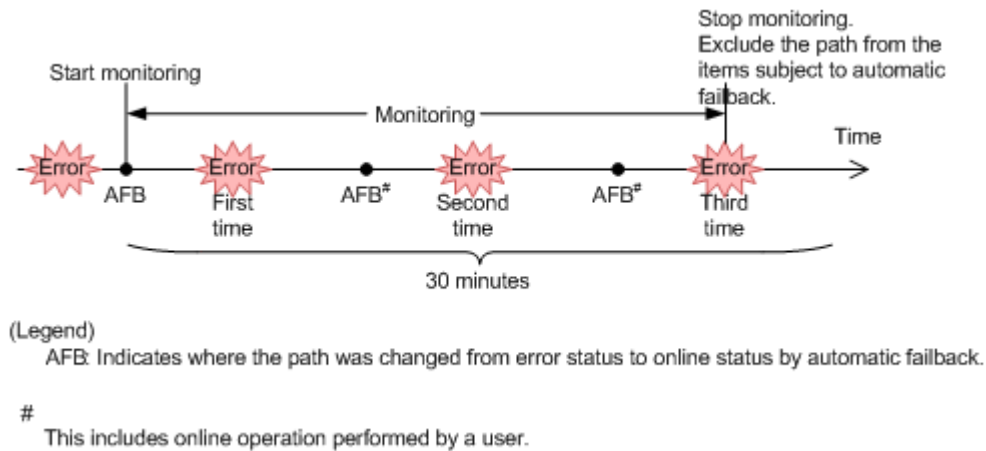 Stop monitoring.
Exclude the path from the
items subject to automatic
failback.
Start monitoring
Monitoring
Time
Error
Error
Error
Error
AFB
AFB#
AFB#
First
time
Second
time
Third
time
30 minutes
(Legend)
AFB: Indicates where the path was changed from error status to online status by automatic failback.
#
This includes online operation performed by a user.